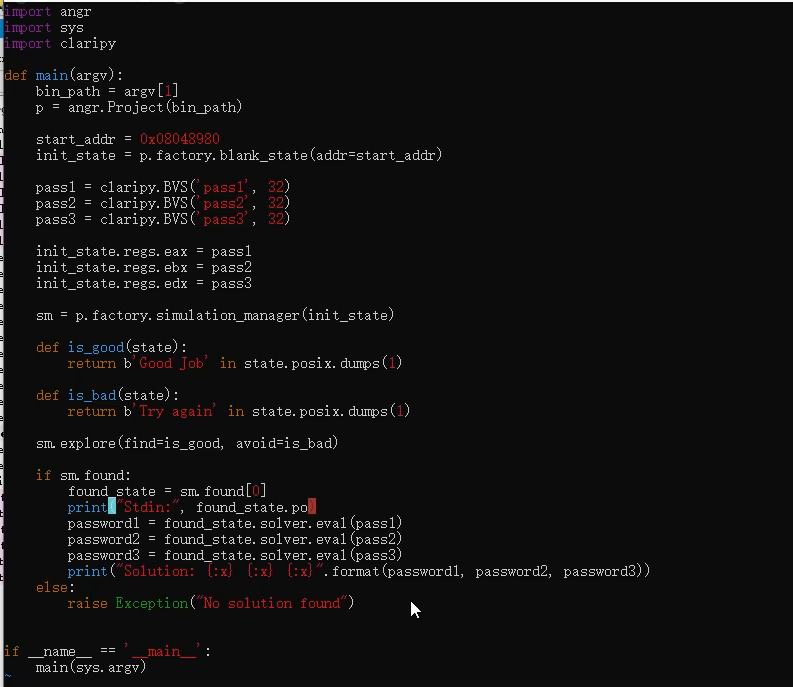 import angr
import sys
import claripy

def main(argv):
    bin_path = argv[1]
    p = angr.Project(bin_path)

    start_addr = 0x08048980
    init_state = p.factory.blank_state(addr=start_addr)

    pass1 = claripy.BVS('pass1', 32)
    pass2 = claripy.BVS('pass2', 32)
    pass3 = claripy.BVS('pass3', 32)

    init_state.regs.eax = pass1
    init_state.regs.ebx = pass2
    init_state.regs.edx = pass3

    sm = p.factory.simulation_manager(init_state)

    def is_good(state):
        return b'Good Job' in state.posix.dumps(1)

    def is_bad(state):
        return b'Try again' in state.posix.dumps(1)

    sm.explore(find=is_good, avoid=is_bad)

    if sm.found:
        found_state = sm.found[0]
        print("Stdin:", found_state.po)
        password1 = found_state.solver.eval(pass1)
        password2 = found_state.solver.eval(pass2)
        password3 = found_state.solver.eval(pass3)
        print("Solution: {:x} {:x} {:x}".format(password1, password2, password3))
    else:
        raise Exception("No solution found")


if __name__ == '__main__':
    main(sys.argv)
~